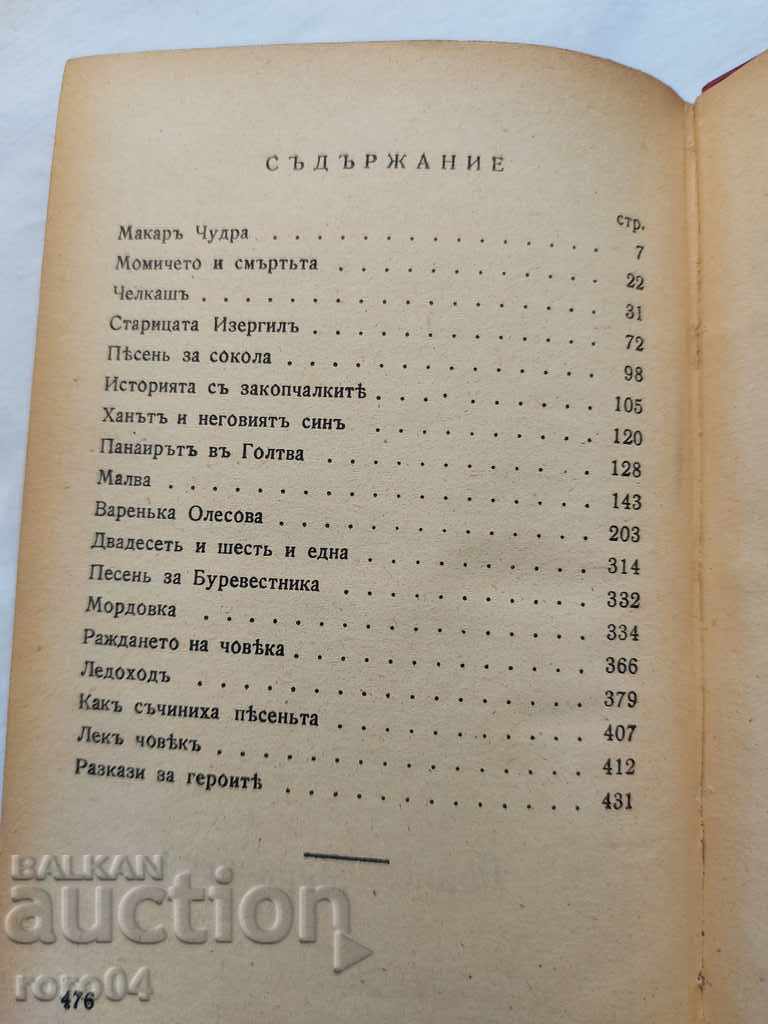 СЪДЪРЖАНИЕ
стр.
Макаръ Чудра . . . . . . . . . . . . . 7
Момичето и смъртьта . . . . . . . . . . . 22
Челкашъ . . . . . . . . . . . . . . . . 31
Старицата Изергилъ . . . . . . . . . . . . 72
Пѣсень за сокола . . . . . . . . . . . . . 98
Историята съ закопчалкитѣ . . . . . . . . . . 105
Ханътъ и неговиятъ синъ . . . . . . . . . . 120
Панаирътъ въ Голтва . . . . . . . . . . . . 128
Малва . . . . . . . . . . . . . . . . . 143
Варенька Олесова . . . . . . . . . . . . . 203
Двадесеть и шесть и една . . . . . . . . . . 314
Песень за Буревестника . . . . . . . . . . . 332
Мордовка . . . . . . . . . . . . . . . . 334
Раждането на човѣка . . . . . . . . . . . . 366
Ледоходъ . . . . . . . . . . . . . . . . 379
Какъ съчиниха пѣсеньта . . . . . . . . . . . 407
Лекъ човѣкъ . . . . . . . . . . . . . . . 412
Разкази за героитѣ . . . . . . . . . . . . 431
BALKAN
auction
roro04
476